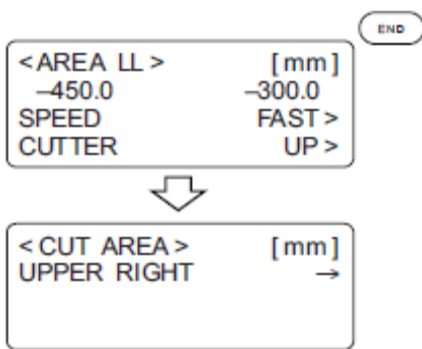 END
<AREA LL> [mm]
–450.0 –300.0
SPEED FAST>
CUTTER UP>
<CUT AREA> [mm]
UPPER RIGHT →